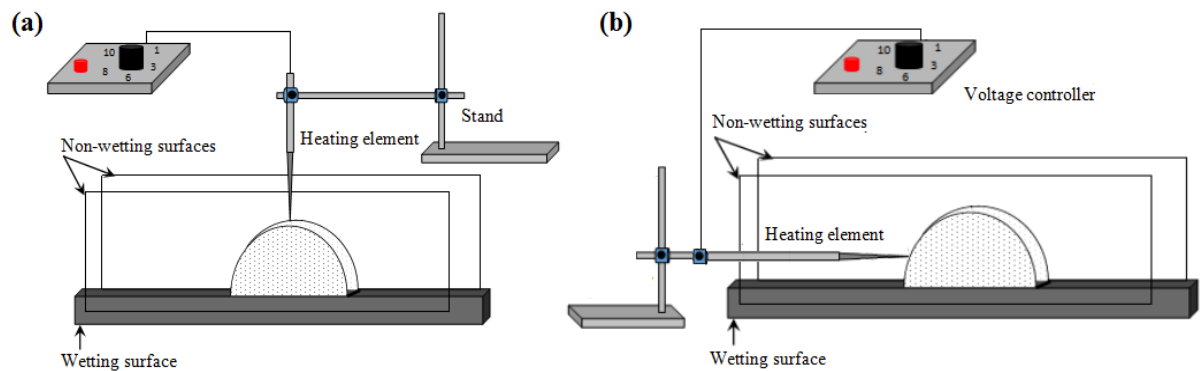 (a)
10 1
8 3
6
Stand
Heating element
Non-wetting surfaces
Wetting surface
(b)
10 1
8 3
6
Voltage controller
Non-wetting surfaces
Heating element
Wetting surface